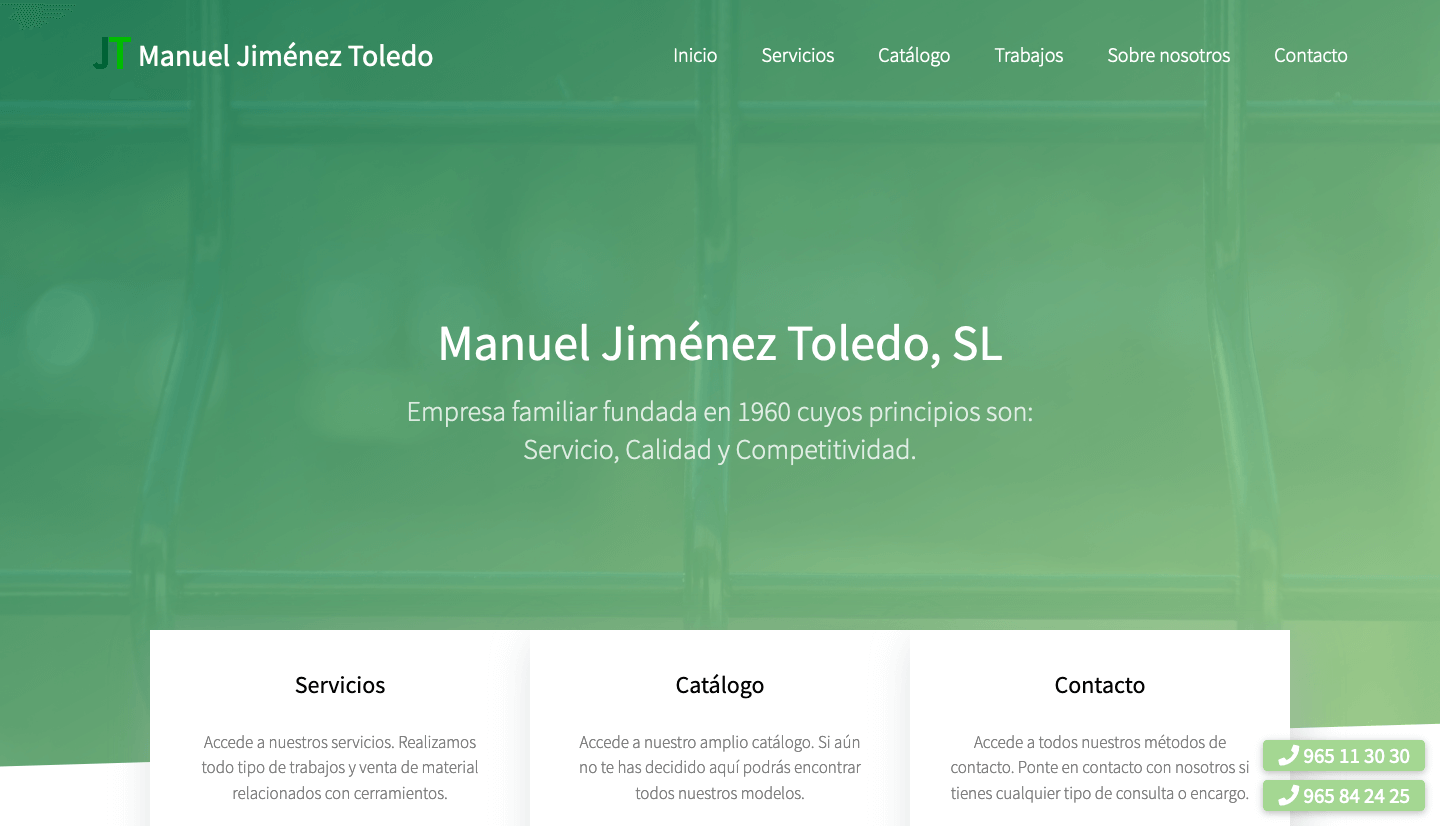 JT Manuel Jiménez Toledo
Inicio Servicios Catálogo Trabajos Sobre nosotros Contacto
Manuel Jiménez Toledo, SL
Empresa familiar fundada en 1960 cuyos principios son:
Servicio, Calidad y Competitividad.
Servicios
Accede a nuestros servicios. Realizamos
todo tipo de trabajos y venta de material
relacionados con cerramientos.
Catálogo
Accede a nuestro amplio catálogo. Si aún
no te has decidido aquí podrás encontrar
todos nuestros modelos.
Contacto
Accede a todos nuestros métodos de
contacto. Ponte en contacto con nosotros si
tienes cualquier tipo de consulta o encargo.
965 11 30 30
965 84 24 25